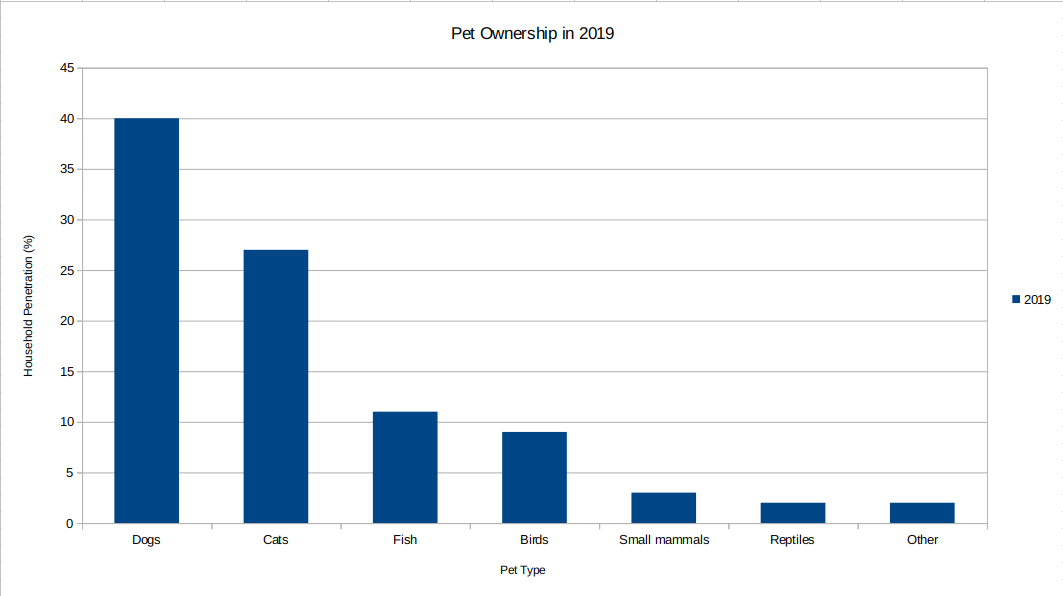 Pet Ownership in 2019
45
40
35
30
25
20
15
10
5
0
Household Penetration (%)
Dogs Cats Fish Birds Small mammals Reptiles Other
Pet Type
2019